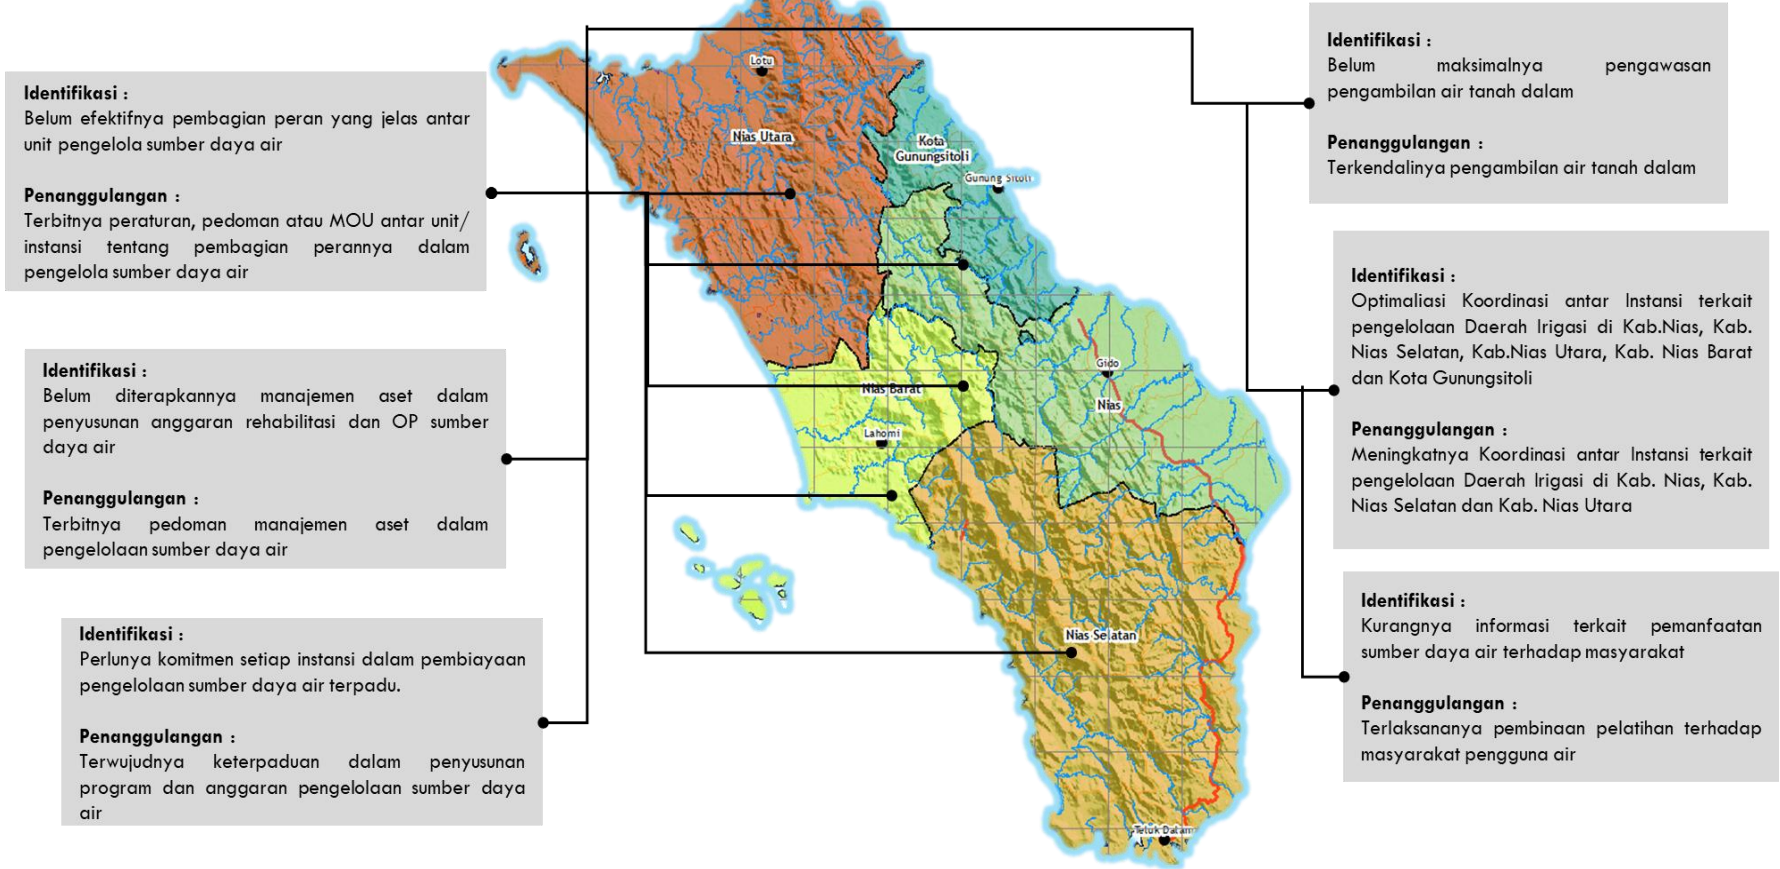 Identifikasi :
Belum efektifnya pembagian peran yang jelas antar
unit pengelola sumber daya air
Penanggulangan :
Terbitnya peraturan, pedoman atau MOU antar unit/
instansi tentang pembagian perannya dalam
pengelola sumber daya air
Identifikasi :
Belum diterapkannya manajemen aset dalam
penyusunan anggaran rehabilitasi dan OP sumber
daya air
Penanggulangan :
Terbitnya pedoman manajemen aset dalam
pengelolaan sumber daya air
Identifikasi :
Perlunya komitmen setiap instansi dalam pembiayaan
pengelolaan sumber daya air terpadu.
Penanggulangan :
Terwujudnya keterpaduan dalam penyusunan
program dan anggaran pengelolaan sumber daya
air
Lotu
Nias Utara
Kota
Gunungsitoli
Gunung Sitoli
Gido
Nias
Nias Barat
Lahomi
Nias Selatan
Teluk Dalam
Identifikasi :
Belum maksimalnya pengawasan
pengambilan air tanah dalam
Penanggulangan :
Terkendalinya pengambilan air tanah dalam
Identifikasi :
Optimaliasi Koordinasi antar Instansi terkait
pengelolaan Daerah Irigasi di Kab.Nias, Kab.
Nias Selatan, Kab.Nias Utara, Kab. Nias Barat
dan Kota Gunungsitoli
Penanggulangan :
Meningkatnya Koordinasi antar Instansi terkait
pengelolaan Daerah Irigasi di Kab. Nias, Kab.
Nias Selatan dan Kab. Nias Utara
Identifikasi :
Kurangnya informasi terkait pemanfaatan
sumber daya air terhadap masyarakat
Penanggulangan :
Terlaksananya pembinaan pelatihan terhadap
masyarakat pengguna air